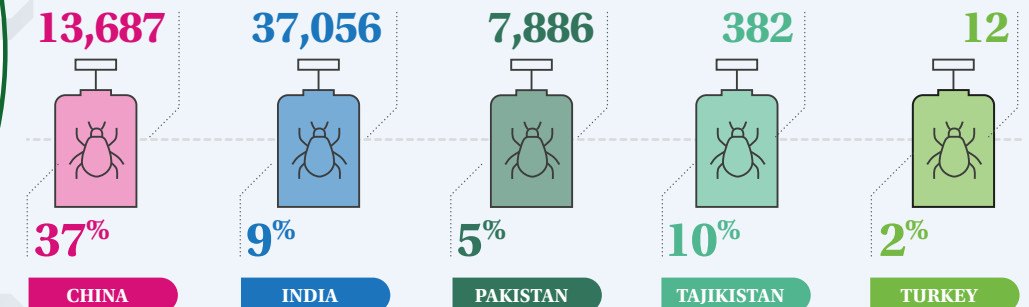 13,687 37,056 7,886 382 12
37% 9% 5% 10% 2%
CHINA INDIA PAKISTAN TAJIKISTAN TURKEY